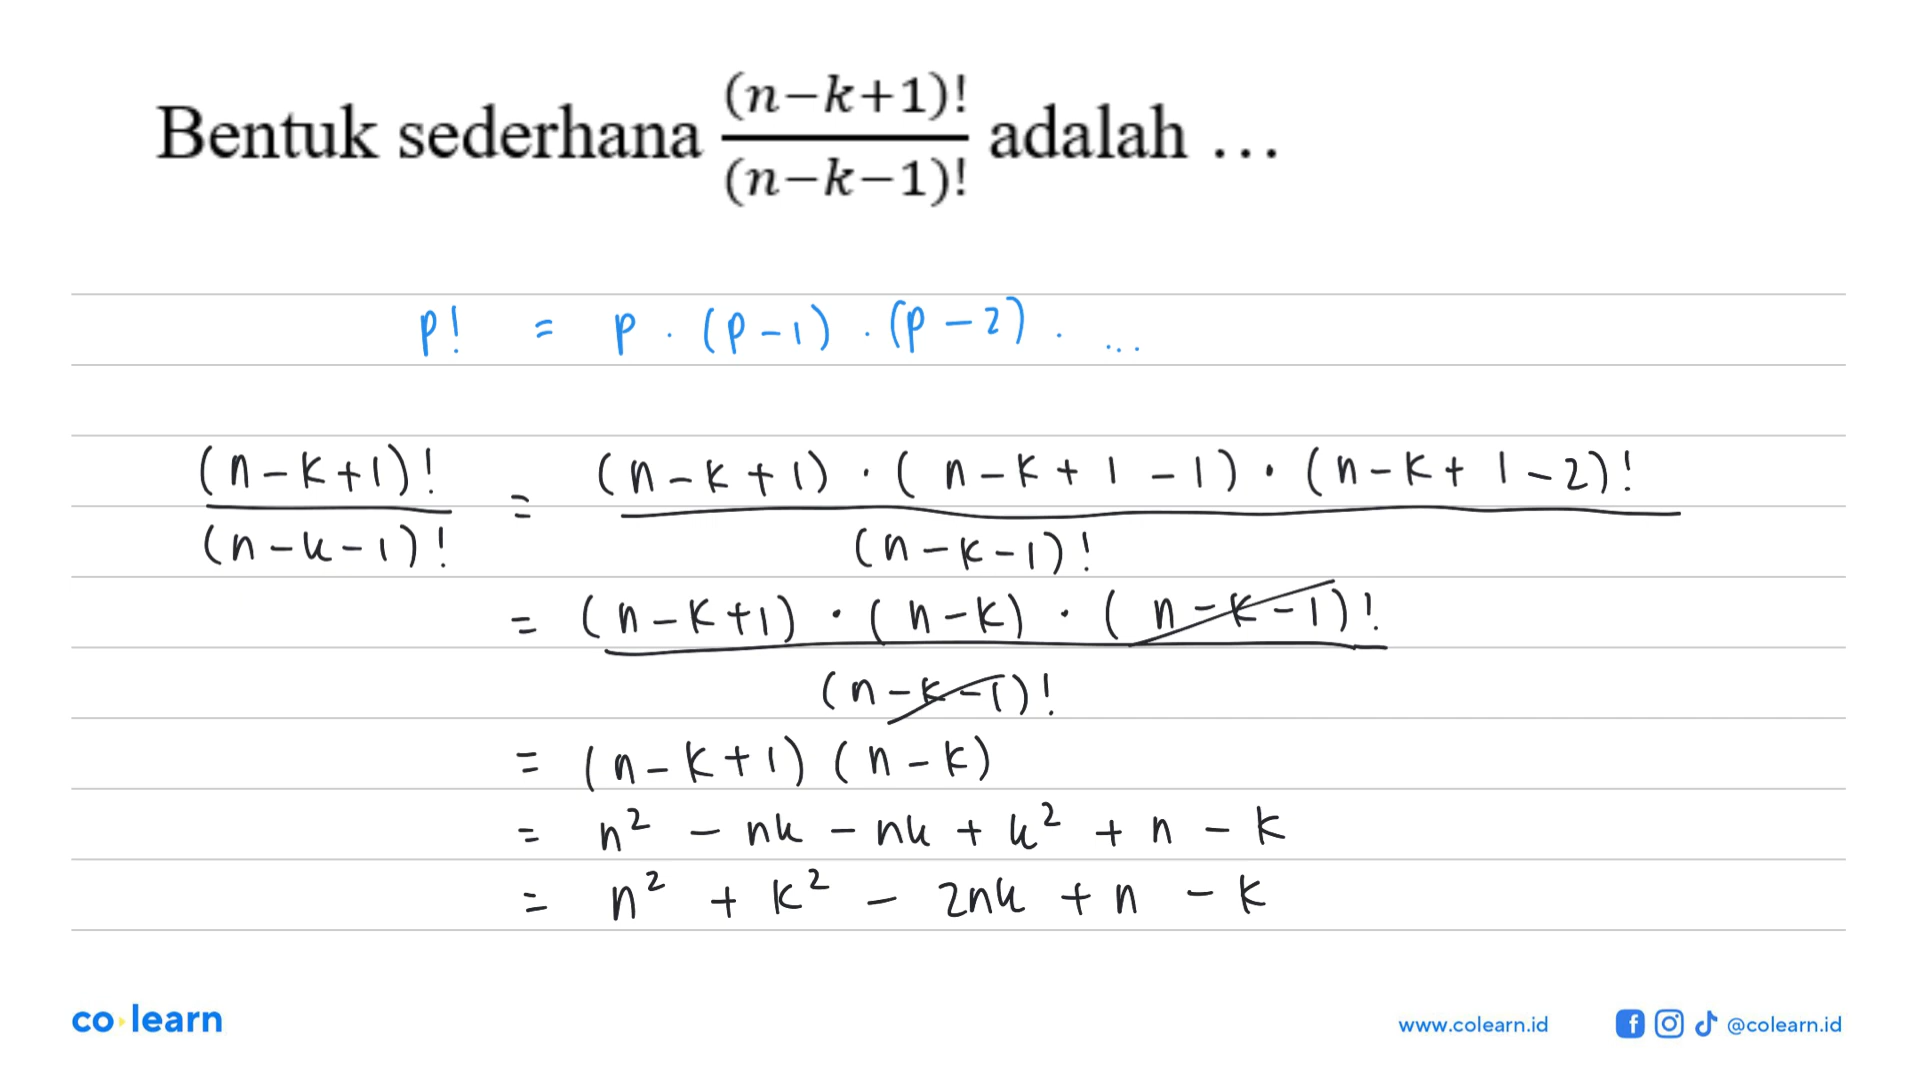 Bentuk sederhana (n-k+1)!/(n-k-1)! adalah ...
p! = p . (p-1) . (p-2) . ...
(n-k+1)!/(n-k-1)! = (n-k+1) . (n-k+1-1) . (n-k+1-2)!/(n-k-1)!
= (n-k+1) . (n-k) . (n-k-1)!/(n-k-1)!
= (n-k+1) (n-k)
= n² - nk - nk + k² + n - k
= n² + k² - 2nk + n - k
co learn
www.colearn.id
@colearn.id